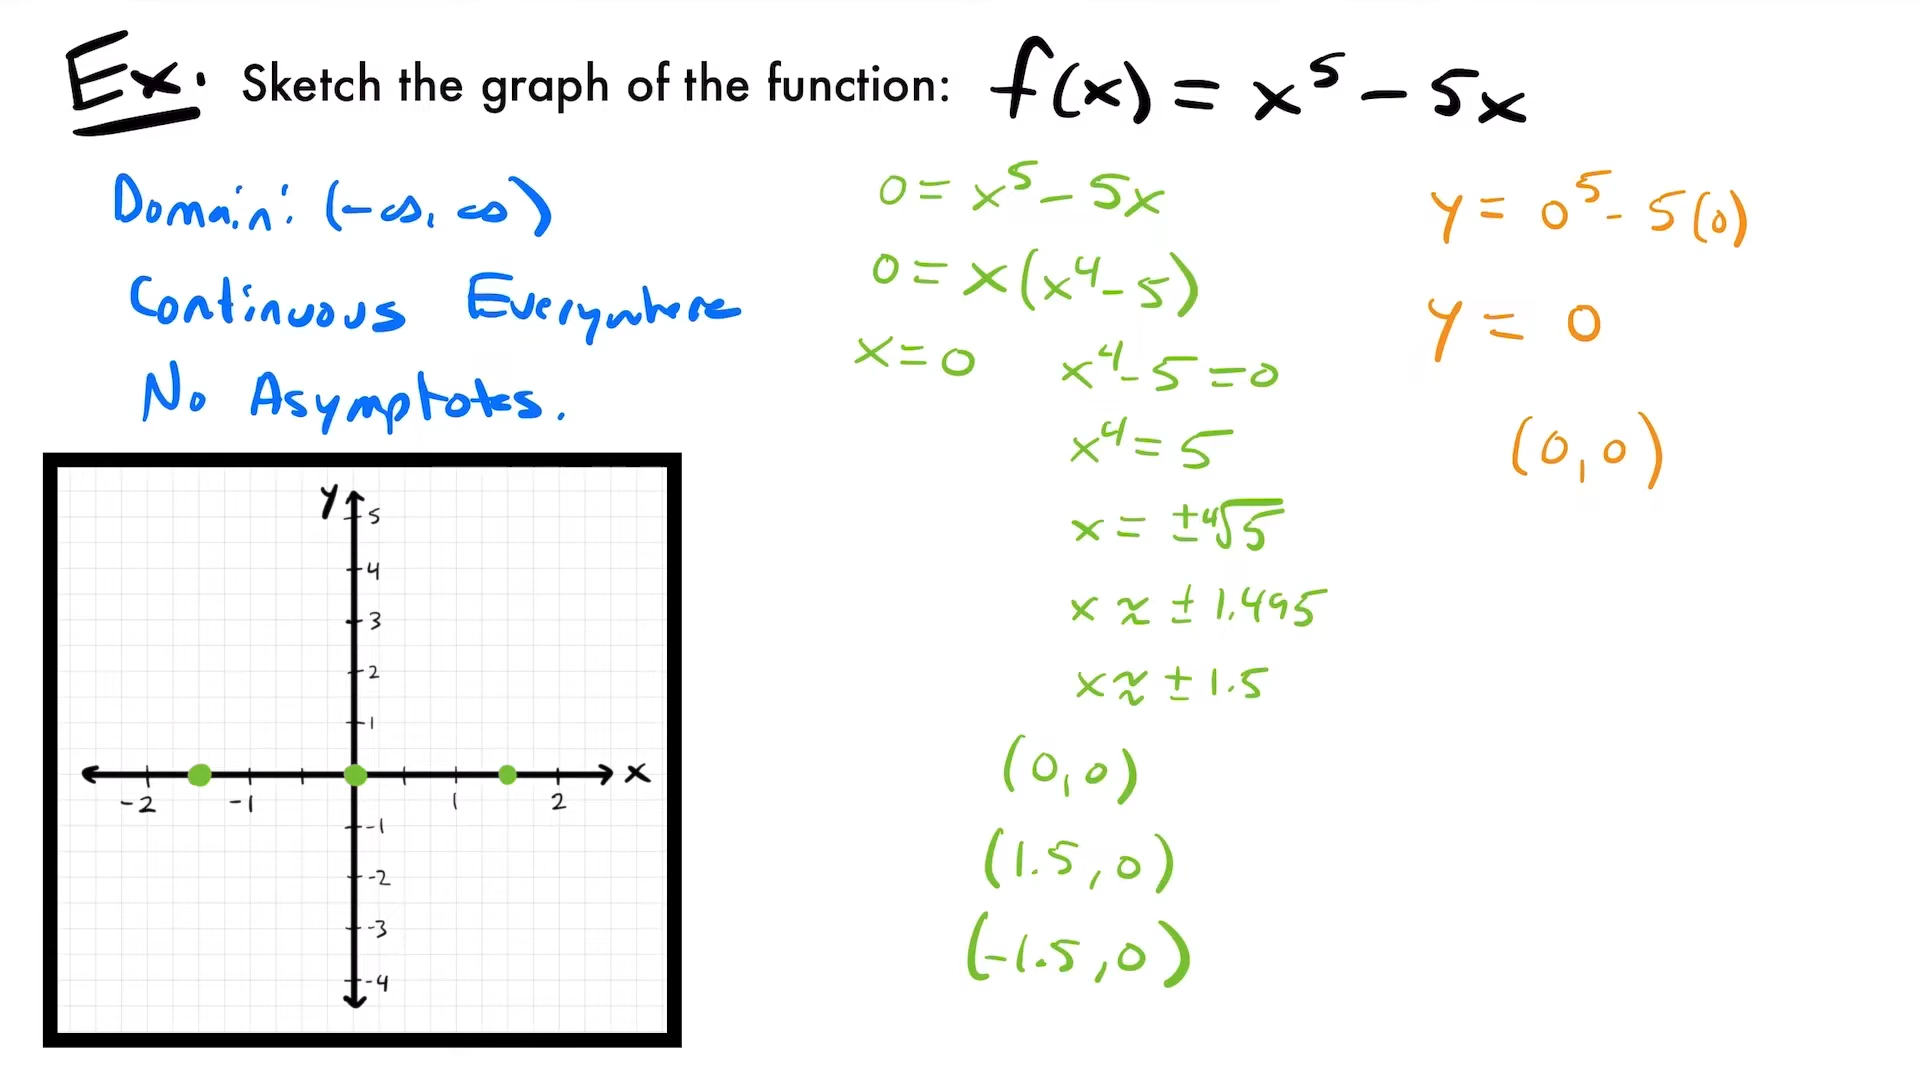 Ex. Sketch the graph of the function: f(x) = x⁵ - 5x
Domain: (-∞, ∞)
Continuous Everywhere
No Asymptotes.
0 = x⁵ - 5x
0 = x(x⁴ - 5)
x = 0 x⁴ - 5 = 0
x⁴ = 5
x = ±⁴√5
x ≈ ± 1.495
x ≈ ± 1.5
(0,0)
(1.5,0)
(-1.5,0)
y = 0⁵ - 5(0)
y = 0
(0,0)
y
5
4
3
2
1
-2 -1 1 2 x
-1
-2
-3
-4